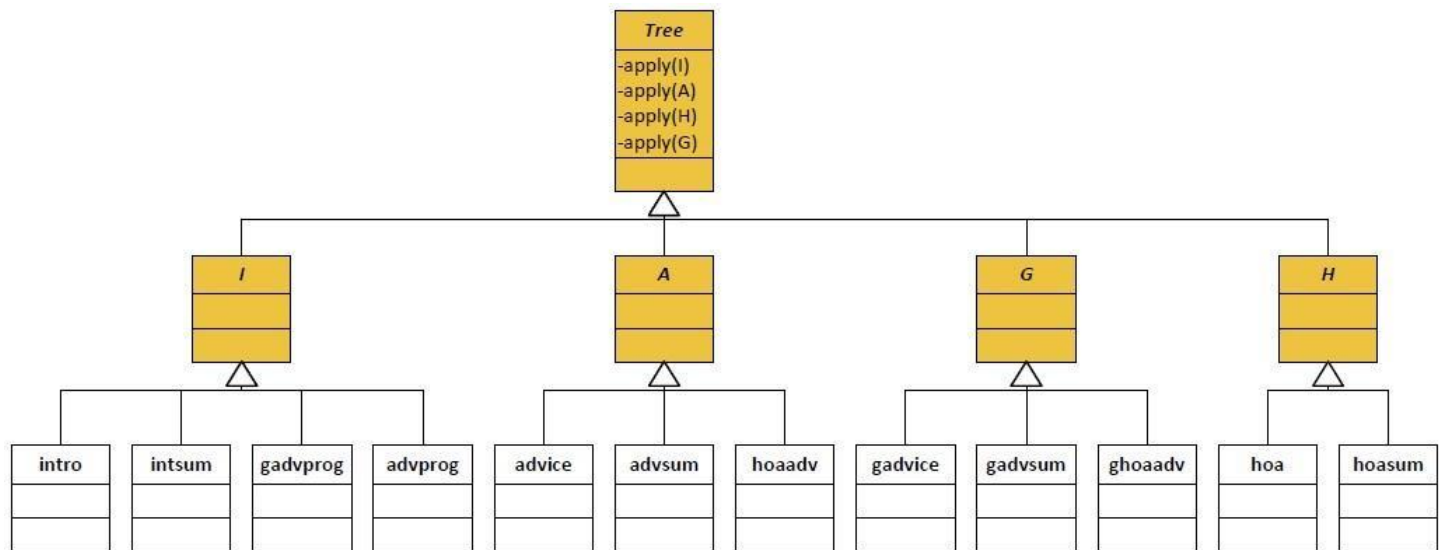 Tree
-apply(I)
-apply(A)
-apply(H)
-apply(G)
I
A
G
H
intro
intsum
gadvprog
advprog
advice
advsum
hoaadv
gadvice
gadvsum
ghoaadv
hoa
hoasum